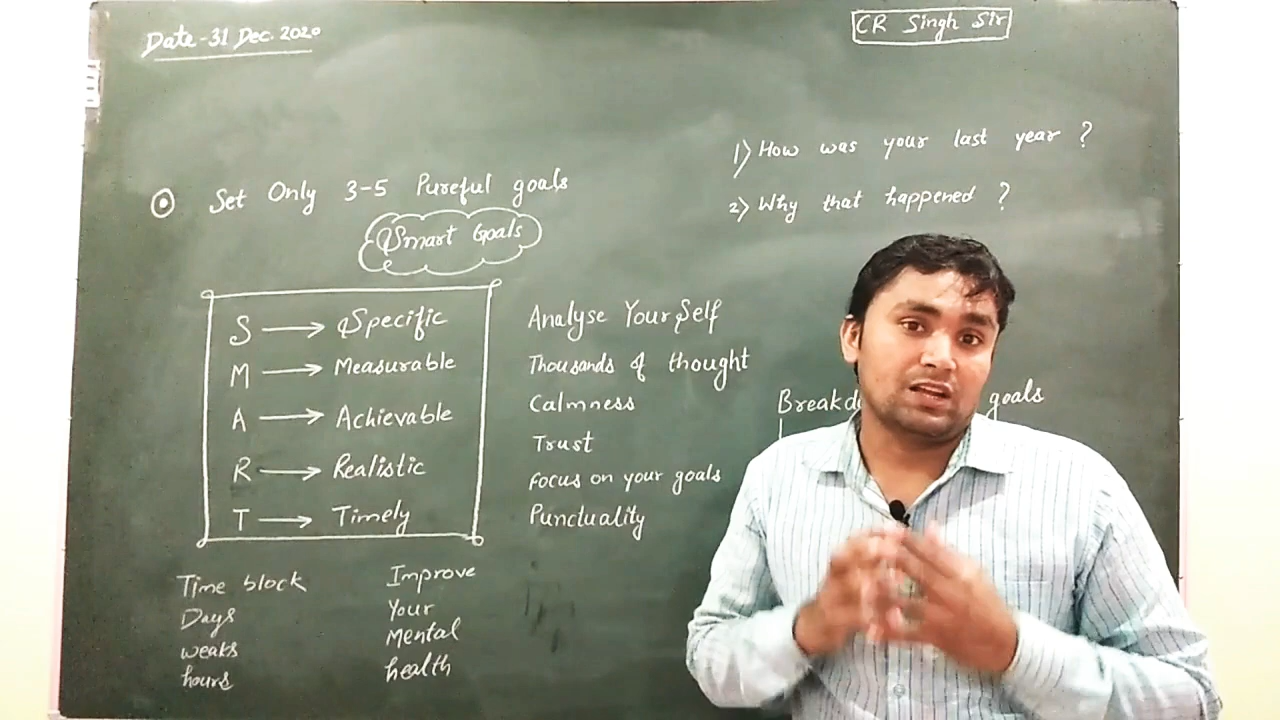 Date-31 Dec. 2020
CR Singh Sir
1) How was your last year ?
2) Why that happened ?
Set Only 3-5 Pureful goals
Smart Goals
S → Specific
M → Measurable
A → Achievable
R → Realistic
T → Timely
Analyse YourSelf
Thousands of thought
Calmness
Trust
Focus on your goals
Punctuality
goals
Time block
Days
weaks
hours
Improve
Your
Mental
health